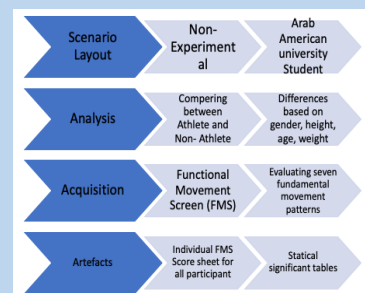 Scenario
Layout
Non-
Experiment
al
Arab
American
university
Student
Analysis
Compering
between
Athlete and
Non- Athlete
Differences
based on
gender, height,
age, weight
Acquisition
Functional
Movement
Screen (FMS)
Evaluating seven
fundamental
movement
patterns
Artefacts
Individual FMS
Score sheet for
all participant
Statical
significant tables